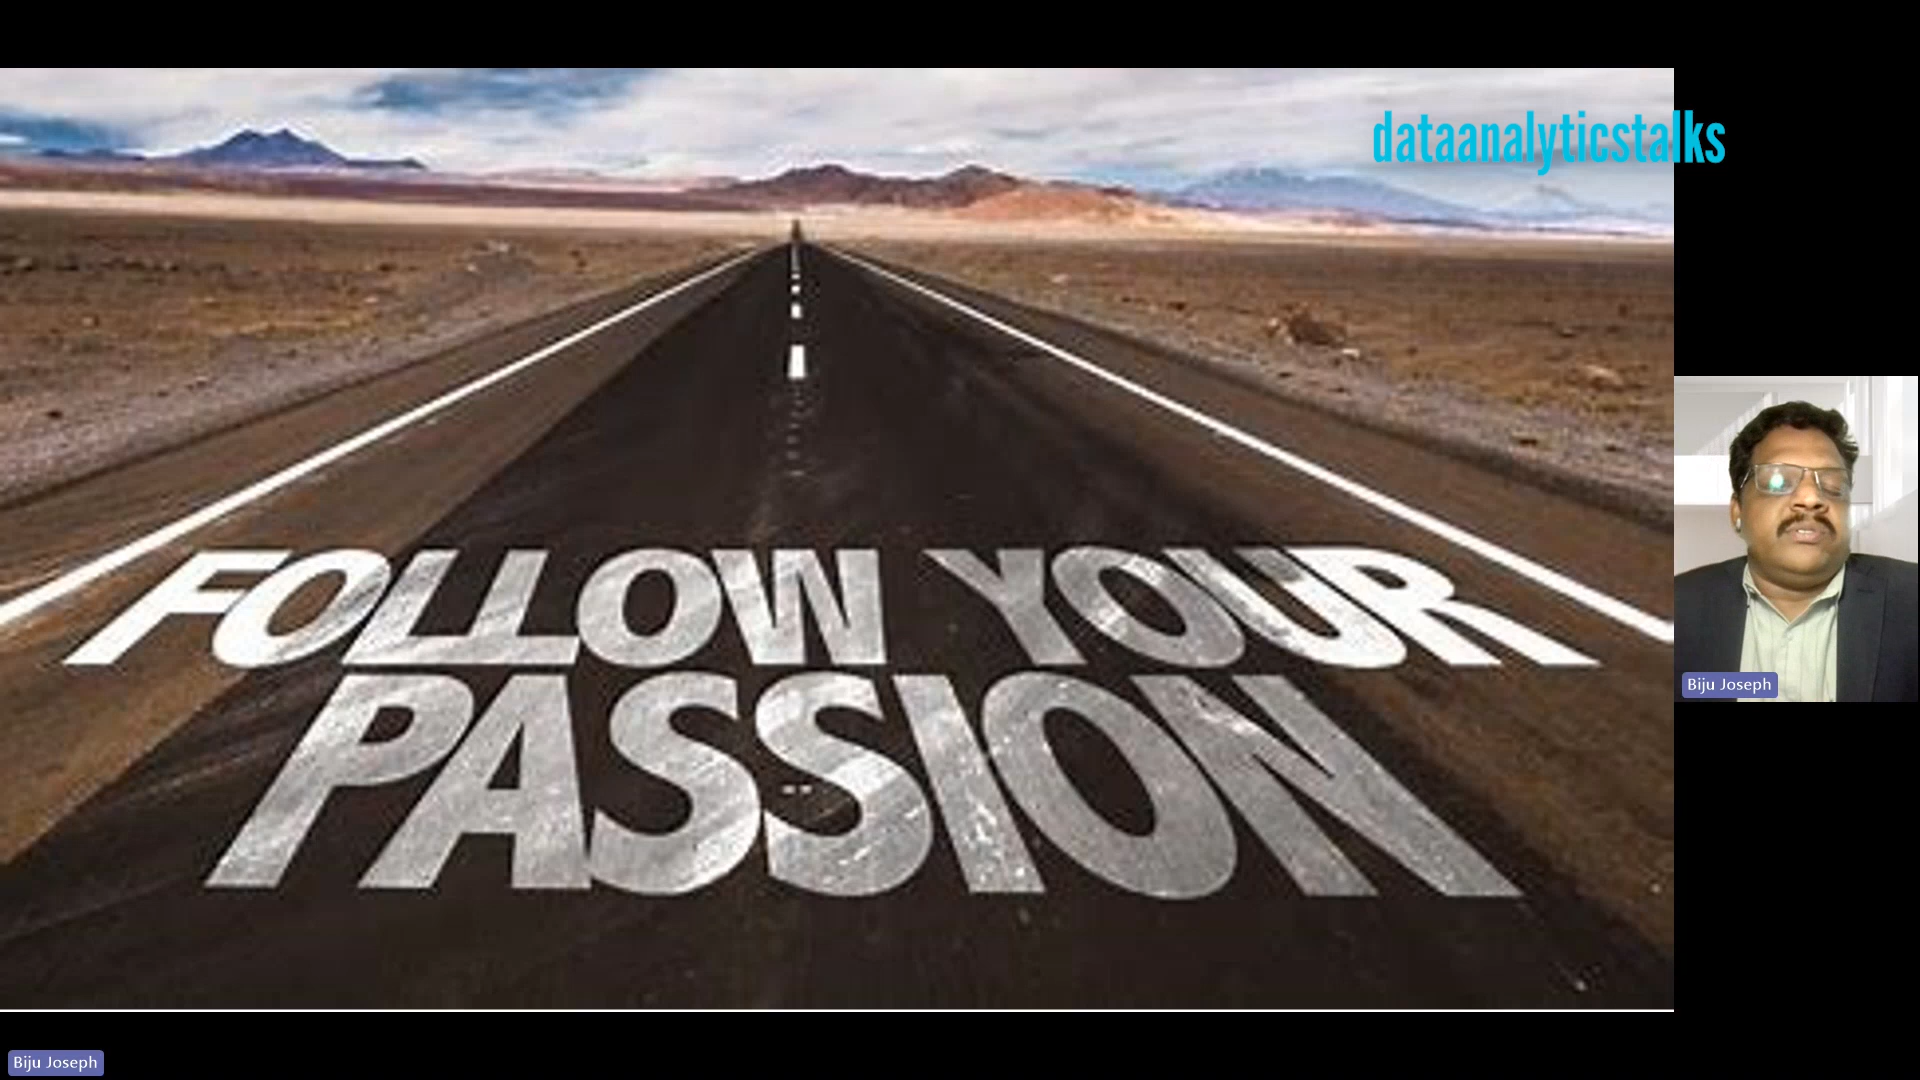 dataanalyticstalks
FOLLOW YOUR
PASSION
Biju Joseph
Biju Joseph